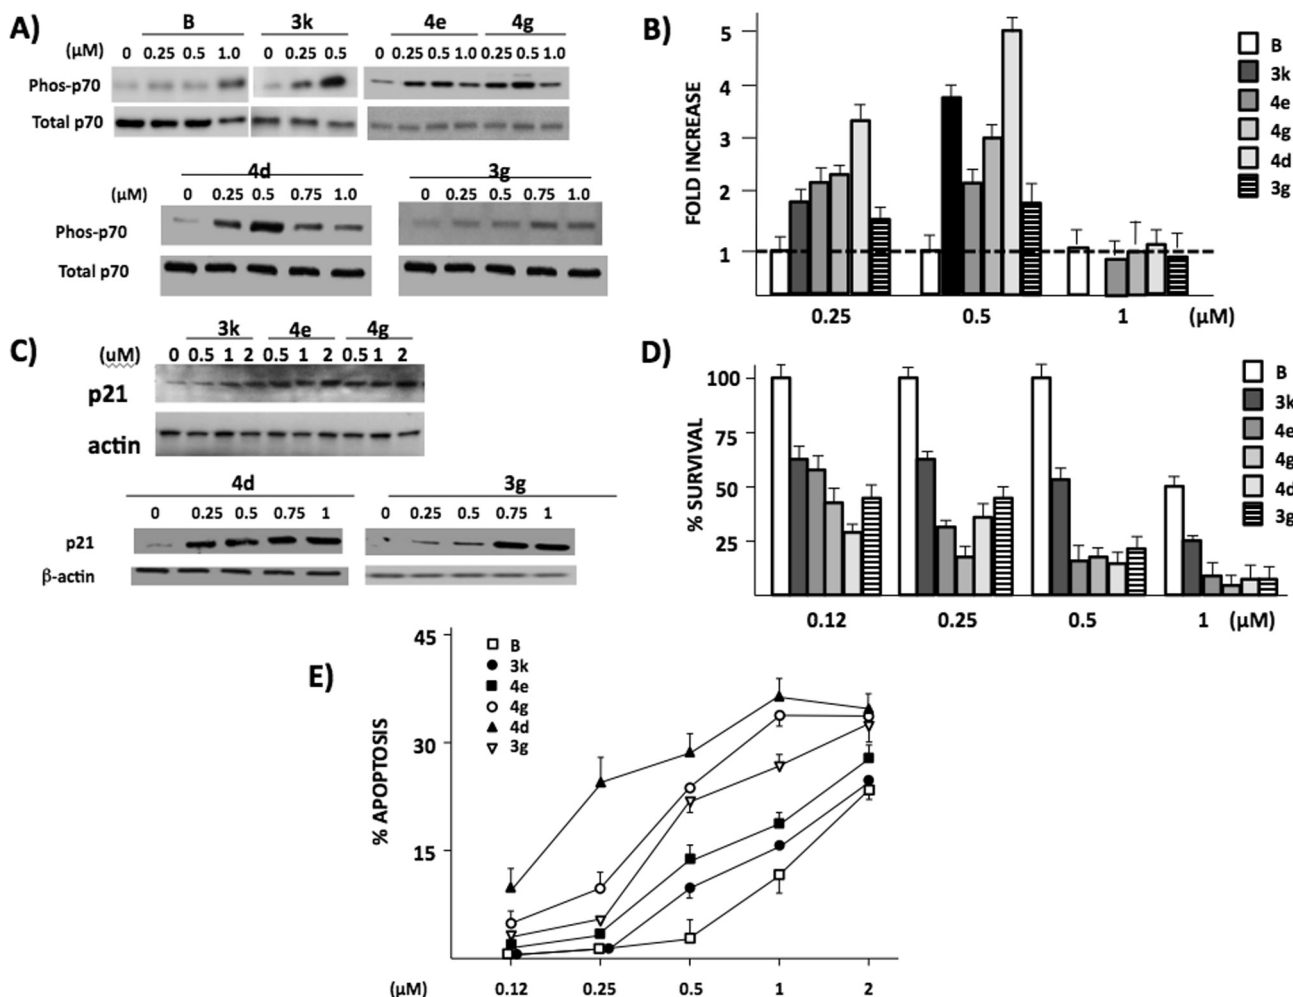 A)
B 3k 4e 4g
(μM) 0 0.25 0.5 1.0 0 0.25 0.5 0 0.25 0.5 1.0 0.25 0.5 1.0
Phos-p70
Total p70
4d 3g
(μM) 0 0.25 0.5 0.75 1.0 0 0.25 0.5 0.75 1.0
Phos-p70
Total p70
B)
FOLD INCREASE
5
4
3
2
1
0.25 0.5 1 (μM)
B
3k
4e
4g
4d
3g
C)
3k 4e 4g
(uM) 0 0.5 1 2 0.5 1 2 0.5 1 2
p21
actin
4d 3g
0 0.25 0.5 0.75 1 0 0.25 0.5 0.75 1
p21
β-actin
D)
% SURVIVAL
100
75
50
25
0.12 0.25 0.5 1 (μM)
B
3k
4e
4g
4d
3g
E)
% APOPTOSIS
45
30
15
B
3k
4e
4g
4d
3g
(μM) 0.12 0.25 0.5 1 2